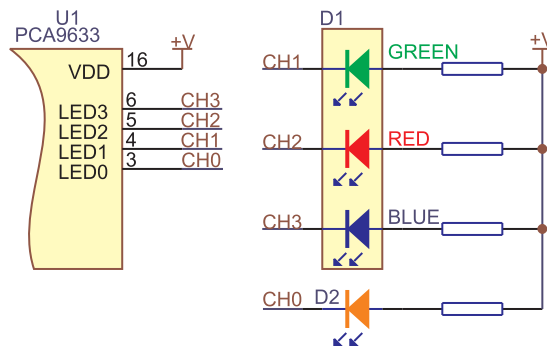 U1
PCA9633
+V
VDD
16
LED3
6
CH3
LED2
5
CH2
LED1
4
CH1
LED0
3
CH0
D1
+V
CH1
GREEN
CH2
RED
CH3
BLUE
CH0
D2